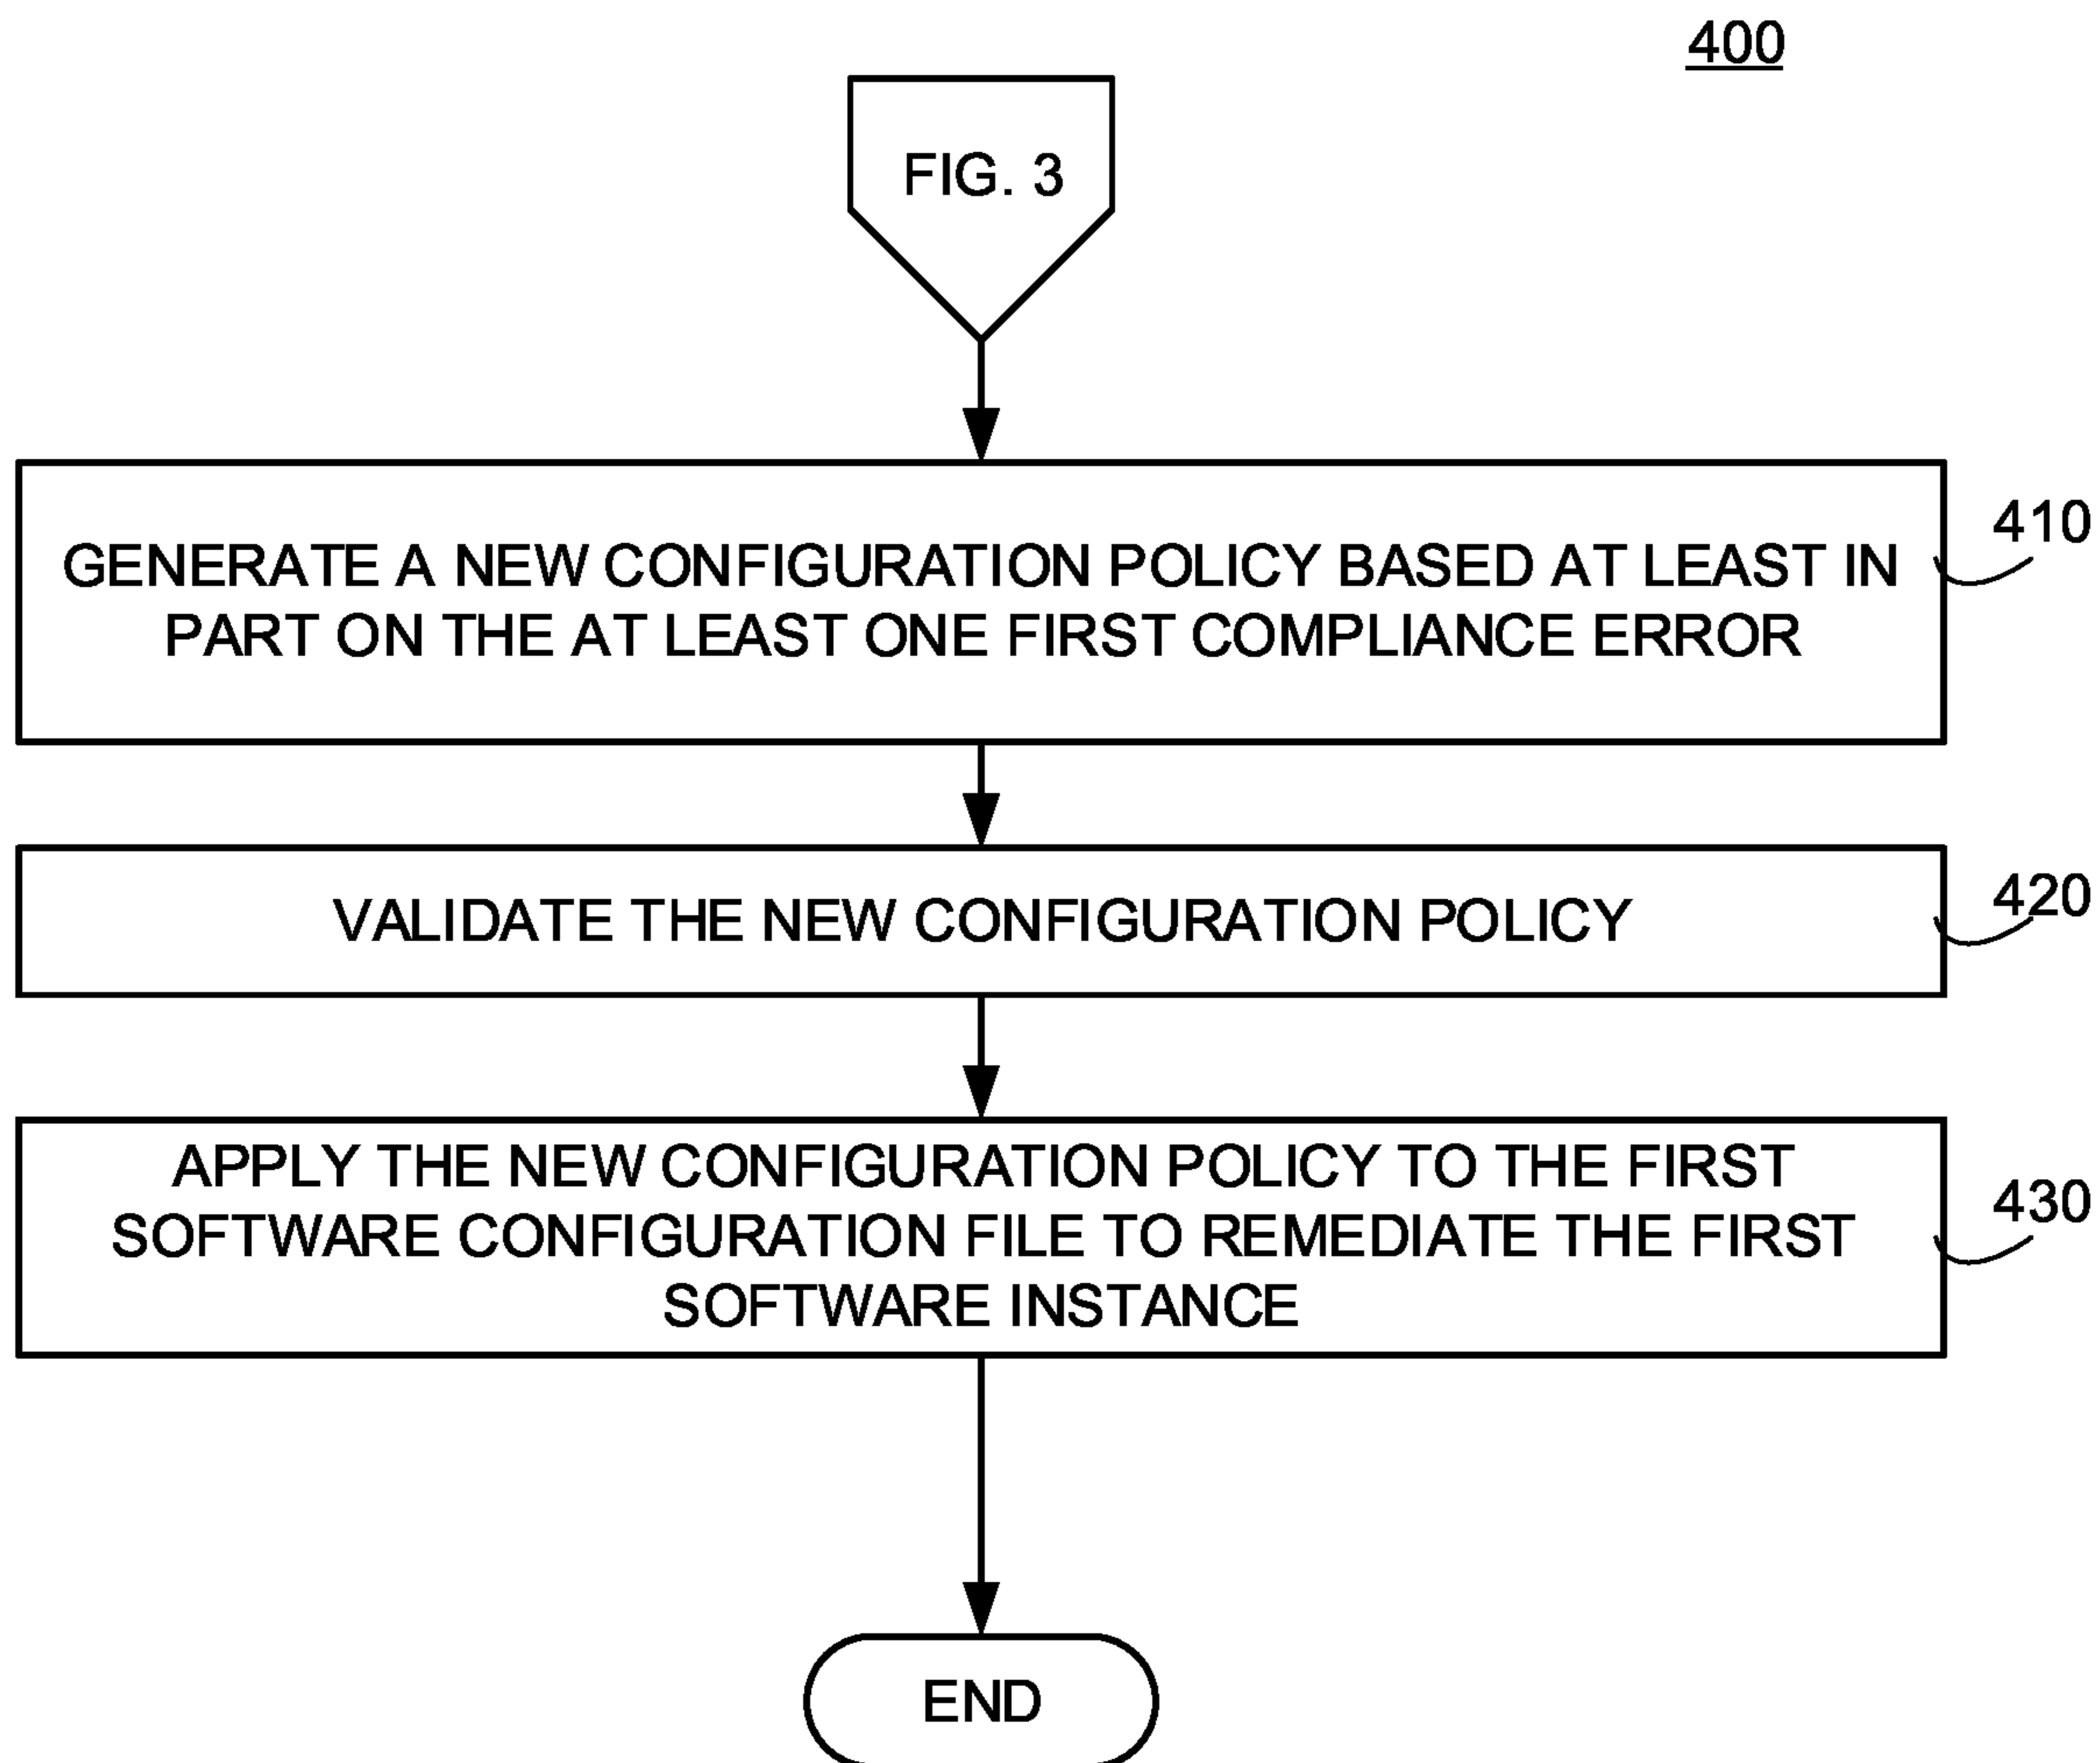 400
FIG. 3
GENERATE A NEW CONFIGURATION POLICY BASED AT LEAST IN
PART ON THE AT LEAST ONE FIRST COMPLIANCE ERROR
410
VALIDATE THE NEW CONFIGURATION POLICY
420
APPLY THE NEW CONFIGURATION POLICY TO THE FIRST
SOFTWARE CONFIGURATION FILE TO REMEDIATE THE FIRST
SOFTWARE INSTANCE
430
END